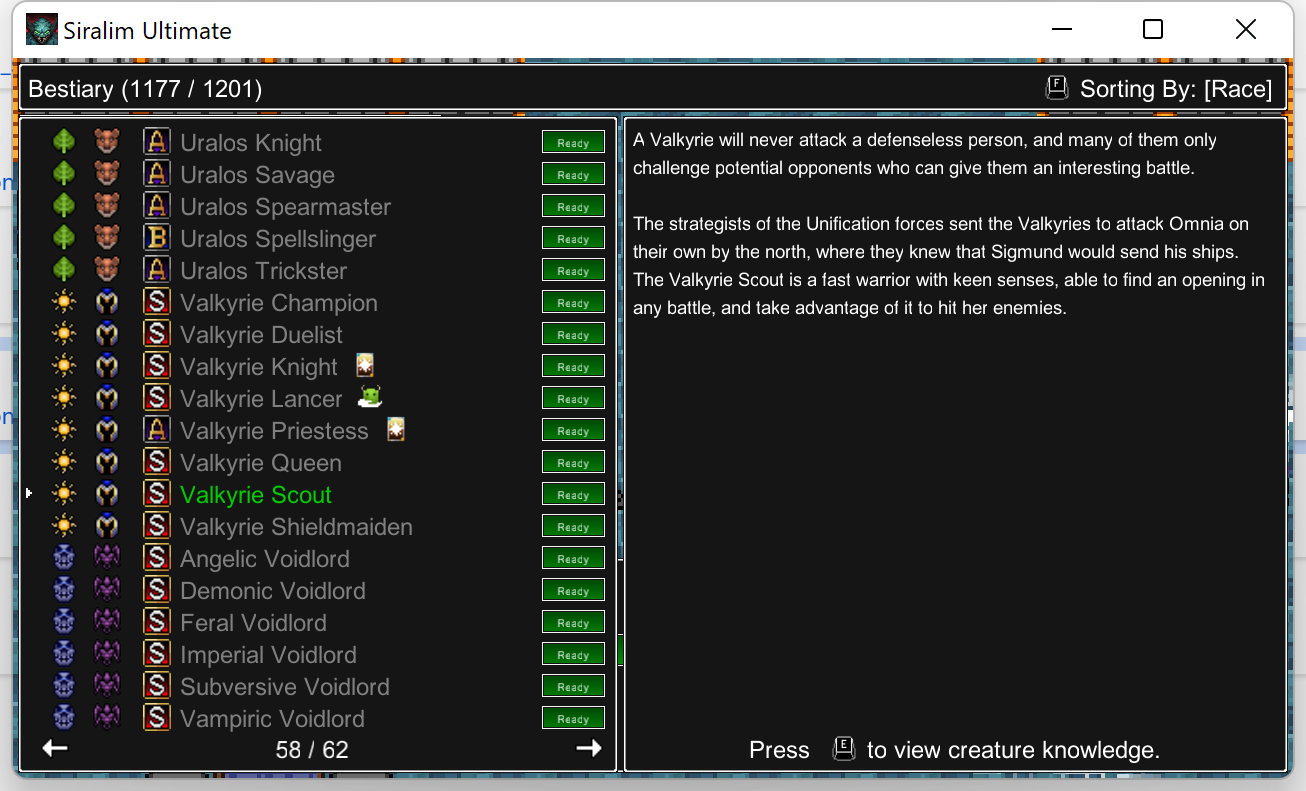 Siralim Ultimate
Bestiary (1177 / 1201)
F Sorting By: [Race]
A Uralos Knight Ready
A Uralos Savage Ready
A Uralos Spearmaster Ready
B Uralos Spellslinger Ready
A Uralos Trickster Ready
S Valkyrie Champion Ready
S Valkyrie Duelist Ready
S Valkyrie Knight Ready
S Valkyrie Lancer Ready
A Valkyrie Priestess Ready
S Valkyrie Queen Ready
S Valkyrie Scout Ready
S Valkyrie Shieldmaiden Ready
S Angelic Voidlord Ready
S Demonic Voidlord Ready
S Feral Voidlord Ready
S Imperial Voidlord Ready
S Subversive Voidlord Ready
S Vampiric Voidlord Ready
58 / 62
A Valkyrie will never attack a defenseless person, and many of them only
challenge potential opponents who can give them an interesting battle.
The strategists of the Unification forces sent the Valkyries to attack Omnia on
their own by the north, where they knew that Sigmund would send his ships.
The Valkyrie Scout is a fast warrior with keen senses, able to find an opening in
any battle, and take advantage of it to hit her enemies.
Press E to view creature knowledge.